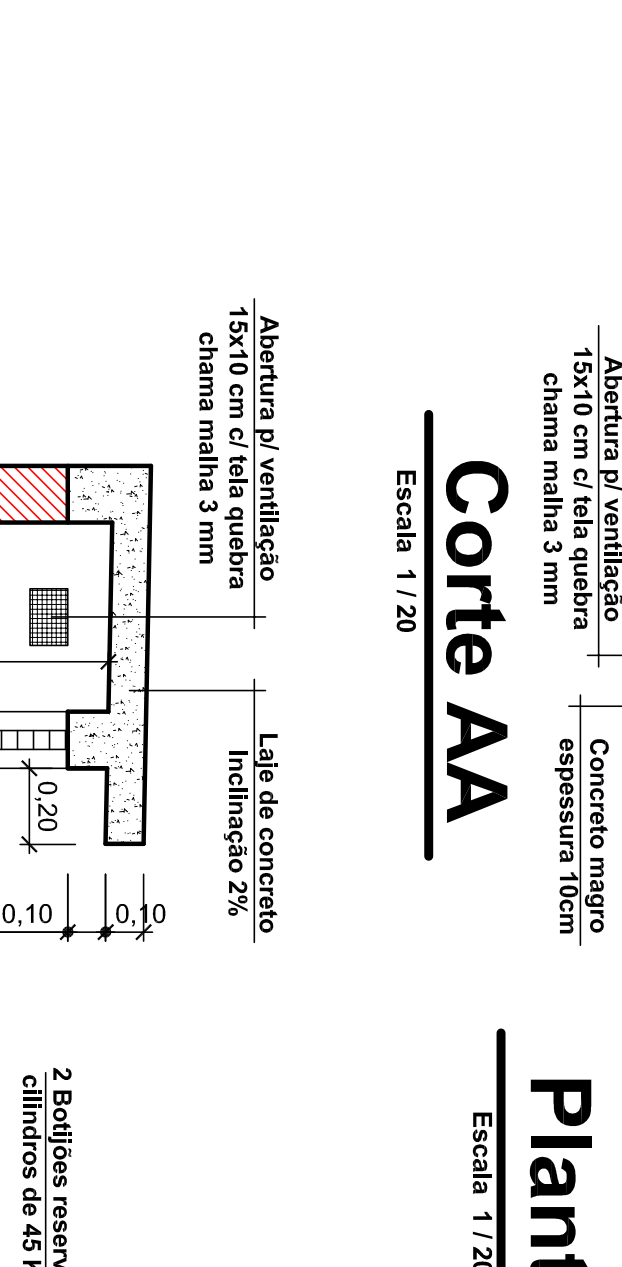 Abertura p/ ventilação
15x10 cm c/ tela quebra
chama malha 3 mm
Laje de concreto
Inclinação 2%
0,20
0,10
0,10
Corte AA
Escala 1 / 20
Abertura p/ ventilação
15x10 cm c/ tela quebra
chama malha 3 mm
Concreto magro
espessura 10cm
2 Botijões reserv
cilindros de 45 k
Plant
Escala 1 / 20